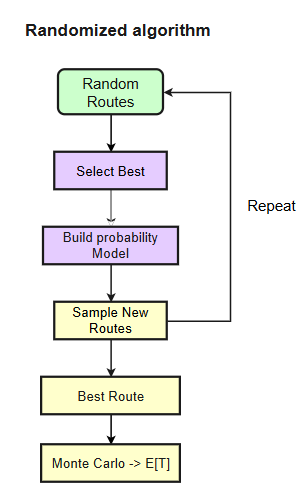 Randomized algorithm
Random
Routes
Select Best
Repeat
Build probability
Model
Sample New
Routes
Best Route
Monte Carlo -> E[T]